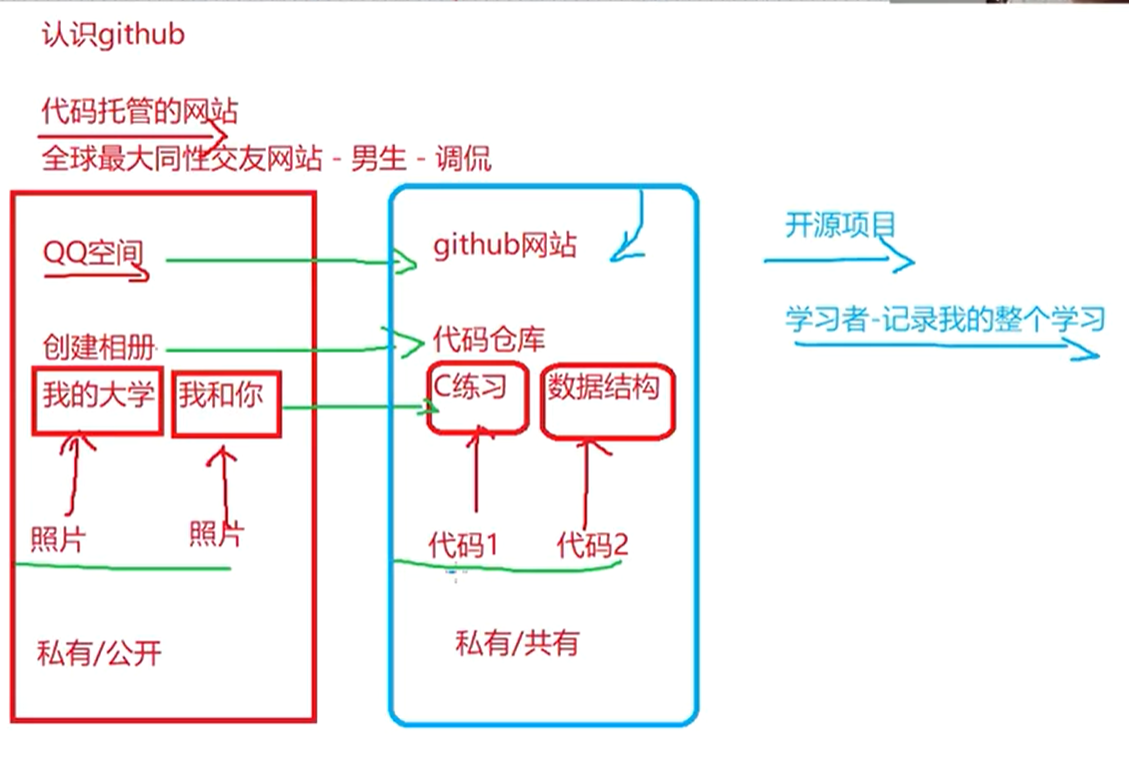 认识github
代码托管的网站
全球最大同性交友网站 - 男生 - 调侃
QQ空间
创建相册
我的大学
我和你
照片
照片
私有/公开
github网站
代码仓库
C练习
数据结构
代码1
代码2
私有/共有
开源项目
学习者-记录我的整个学习